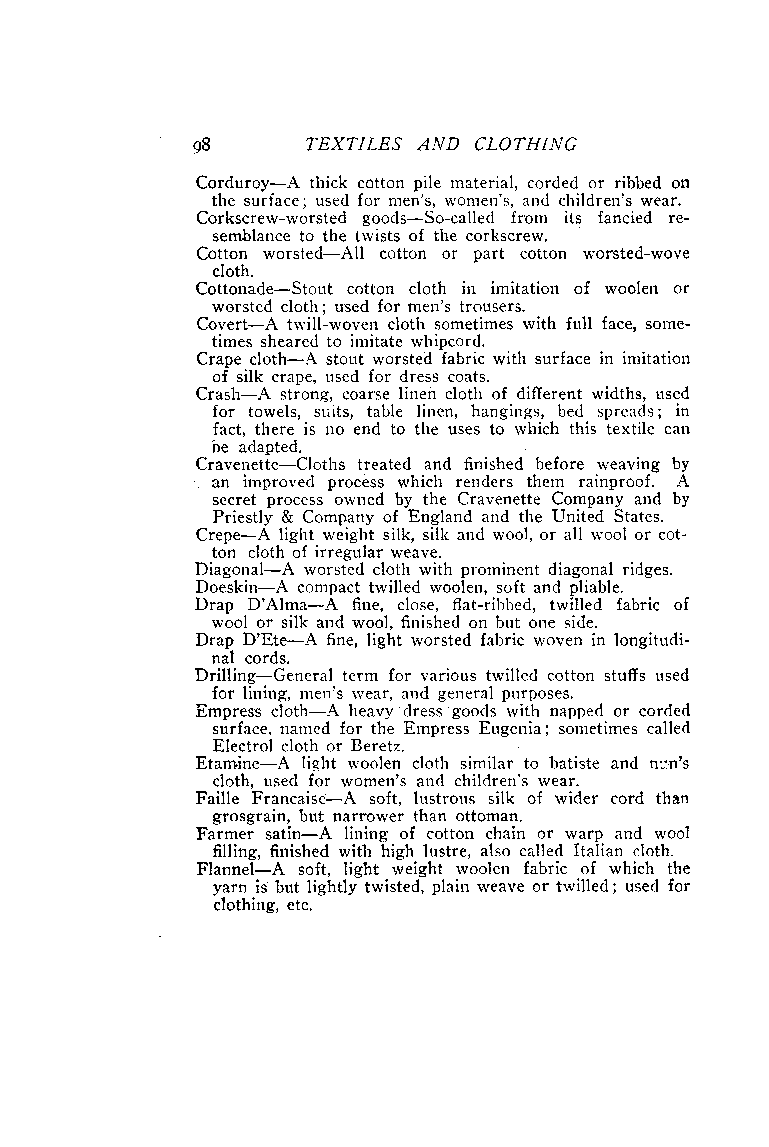 98 TEXTILES AND CLOTHING
Corduroy—A thick cotton pile material, corded or ribbed on
the surface; used for men's, women's, and children's wear.
Corkscrew-worsted goods—So-called from its fancied re-
semblance to the twists of the corkscrew.
Cotton worsted—All cotton or part cotton worsted-wove
cloth.
Cottonade—Stout cotton cloth in imitation of woolen or
worsted cloth; used for men's trousers.
Covert—A twill-woven cloth sometimes with full face, some-
times sheared to imitate whipcord.
Crape cloth—A stout worsted fabric with surface in imitation
of silk crape, used for dress coats.
Crash—A strong, coarse linen cloth of different widths, used
for towels, suits, table linen, hangings, bed spreads; in
fact, there is no end to the uses to which this textile can
be adapted.
Cravenette—Cloths treated and finished before weaving by
an improved process which renders them rainproof. A
secret process owned by the Cravenette Company and by
Priestly & Company of England and the United States.
Crepe—A light weight silk, silk and wool, or all wool or cot-
ton cloth of irregular weave.
Diagonal—A worsted cloth with prominent diagonal ridges.
Doeskin—A compact twilled woolen, soft and pliable.
Drap D'Alma—A fine, close, flat-ribbed, twilled fabric of
wool or silk and wool, finished on but one side.
Drap D'Ete—A fine, light worsted fabric woven in longitudi-
nal cords.
Drilling—General term for various twilled cotton stuffs used
for lining, men's wear, and general purposes.
Empress cloth—A heavy dress goods with napped or corded
surface, named for the Empress Eugenia; sometimes called
Electrol cloth or Beretz.
Etamine—A light woolen cloth similar to batiste and nun's
cloth, used for women's and children's wear.
Faille Francaise—A soft, lustrous silk of wider cord than
grosgrain, but narrower than ottoman.
Farmer satin—A lining of cotton chain or warp and wool
filling, finished with high lustre, also called Italian cloth.
Flannel—A soft, light weight woolen fabric of which the
yarn is but lightly twisted, plain weave or twilled; used for
clothing, etc.